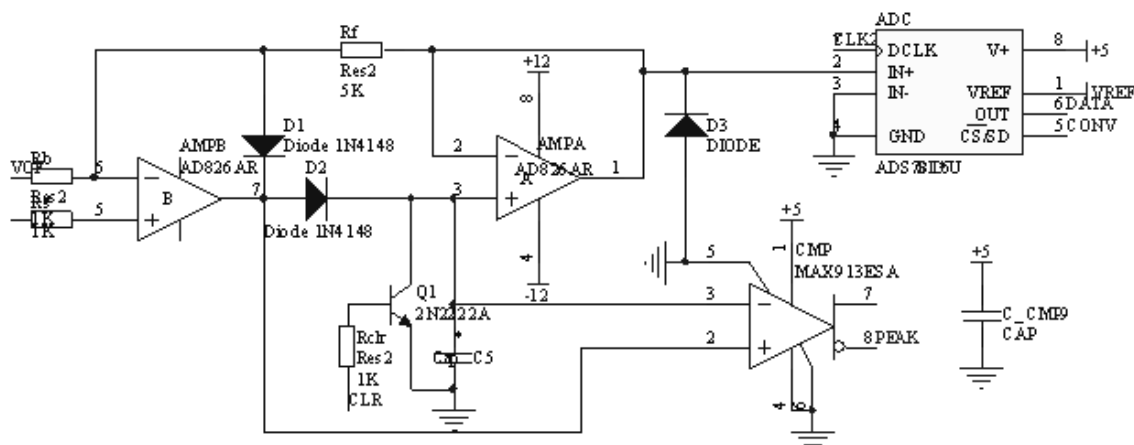 ADC
Rf
Res2
5K
+12
8
CLK2
DCLK
V+
8
+5
2
IN+
3
IN-
VREF
1
VREF
OUT
6
DATA
CS/SD
5
CONV
4
GND
D1
Diode 1N4148
AMPB
AD826AR
AMPA
AD826AR
A
2
1
D3
DIODE
Rb
6
7
D2
3
B
5
1K
1K
Res2
Diode 1N4148
4
-12
+5
1
CMP
MAX913ESA
5
+5
Q1
2N2222A
3
7
C_CMP9
CAP
Rclr
Res2
1K
CLR
C5
2
8
PEAK
4
6